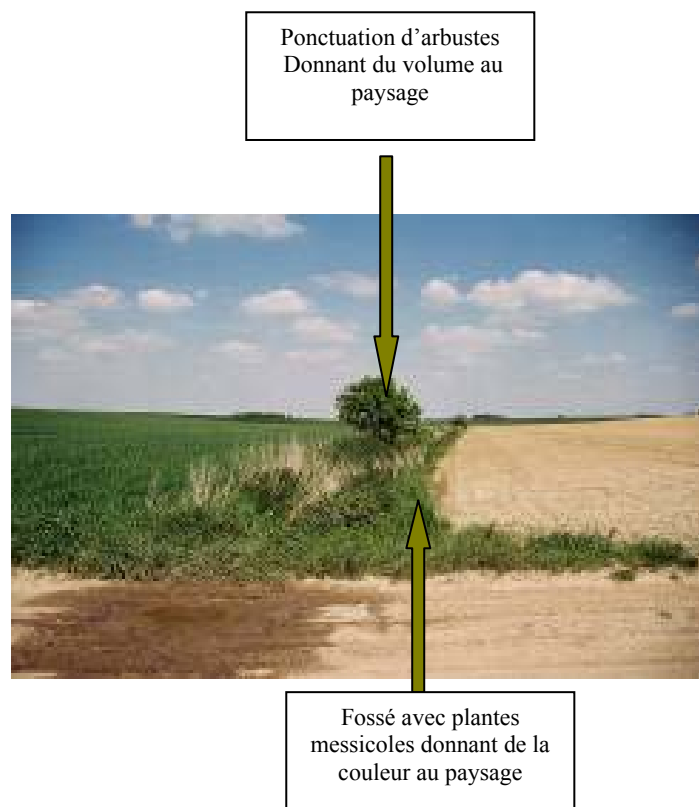 Ponctuation d’arbustes
Donnant du volume au
paysage
Fossé avec plantes
messicoles donnant de la
couleur au paysage